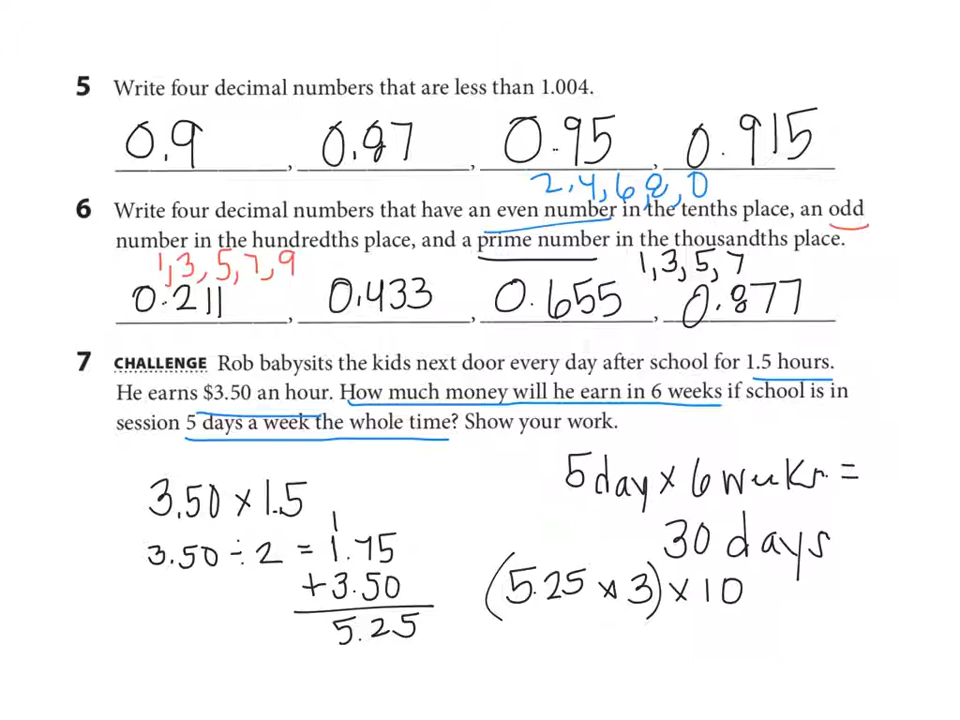 5 Write four decimal numbers that are less than 1.004.
0.9, 0.97, 0.95, 0.915
2, 4, 6, 8, 0
6 Write four decimal numbers that have an even number in the tenths place, an odd
number in the hundredths place, and a prime number in the thousandths place.
1, 3, 5, 7, 9 1, 3, 5, 7
0.211, 0.433, 0.655, 0.877
7 CHALLENGE Rob babysits the kids next door every day after school for 1.5 hours.
He earns $3.50 an hour. How much money will he earn in 6 weeks if school is in
session 5 days a week the whole time? Show your work.
5 day × 6 weeks =
3.50 × 1.5
30 days
1
3.50 ÷ 2 = 1.75
+3.50 (5.25 × 3) × 10
5.25